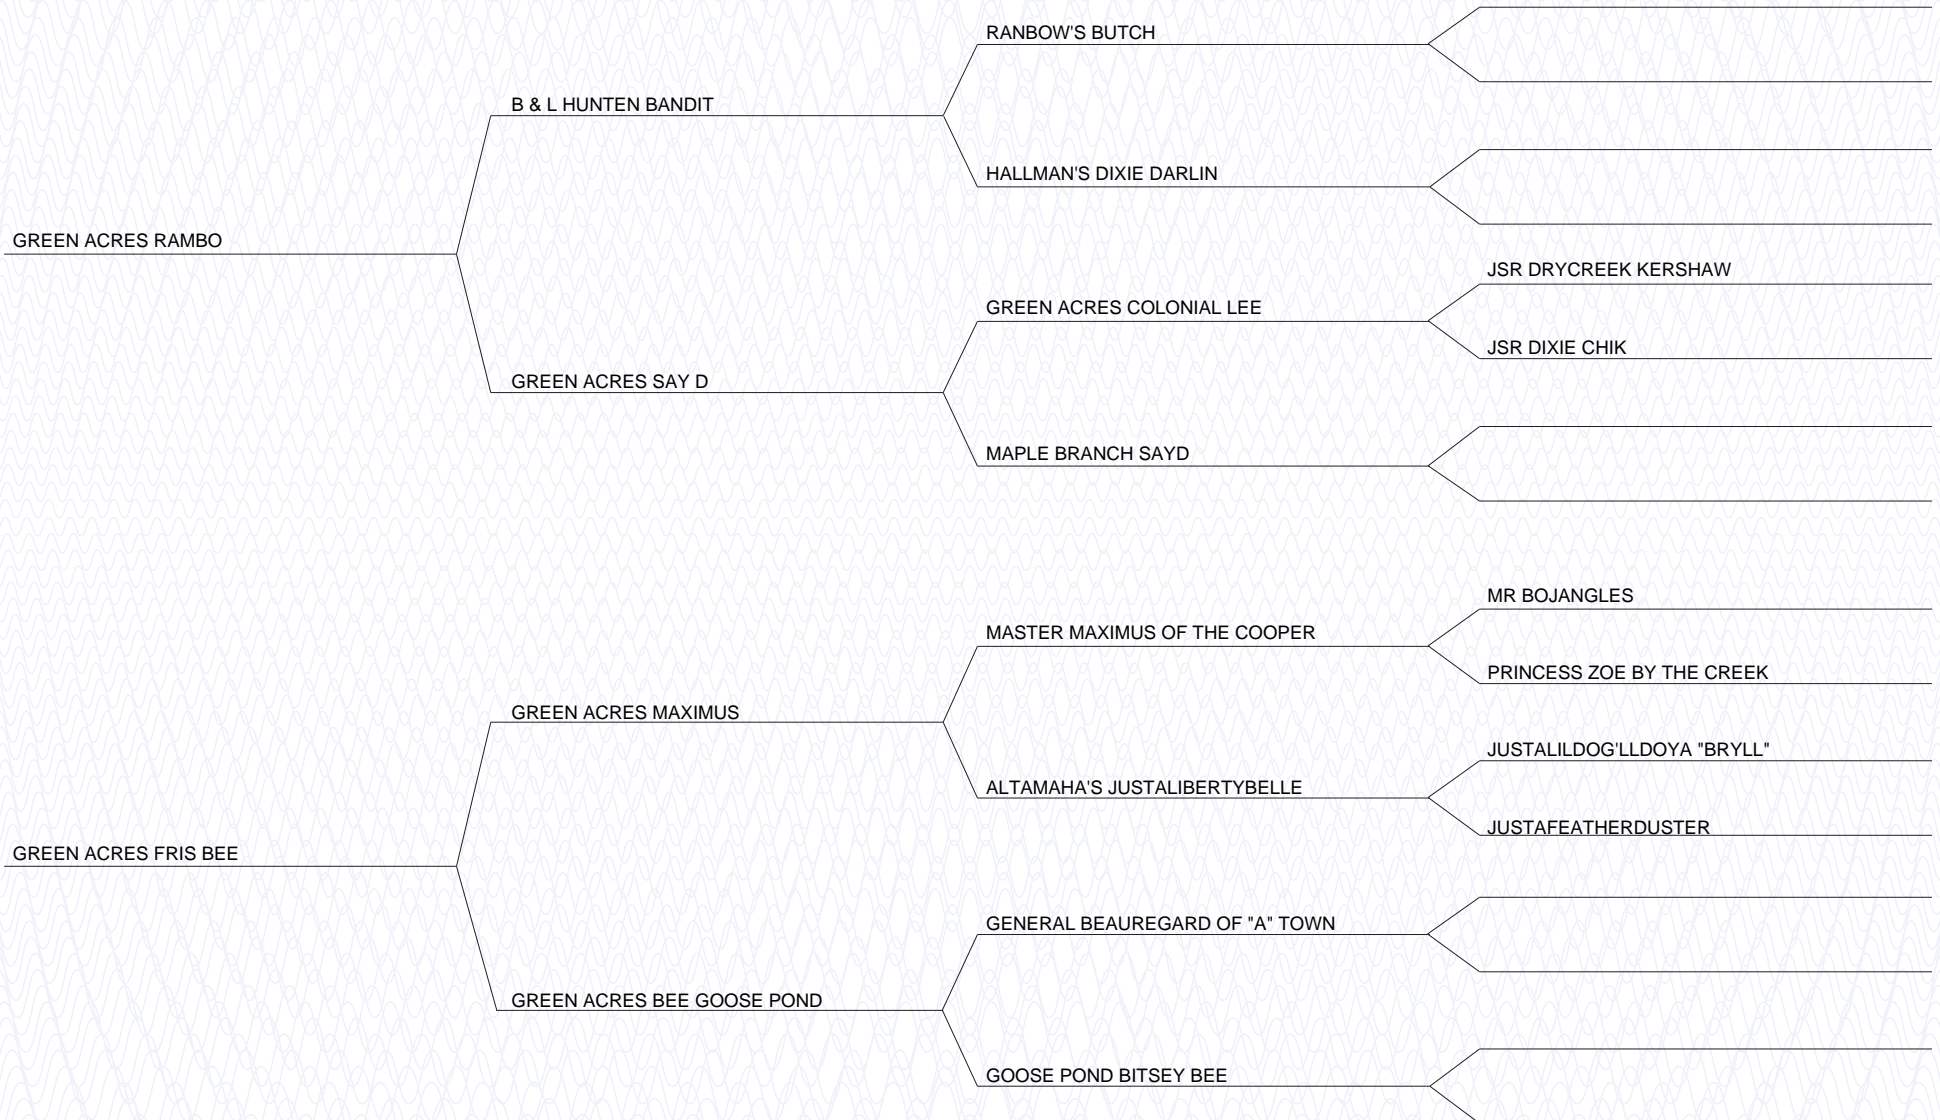 RANBOW'S BUTCH
B & L HUNTEN BANDIT
HALLMAN'S DIXIE DARLIN
GREEN ACRES RAMBO
JSR DRYCREEK KERSHAW
GREEN ACRES COLONIAL LEE
JSR DIXIE CHIK
GREEN ACRES SAY D
MAPLE BRANCH SAYD
MR BOJANGLES
MASTER MAXIMUS OF THE COOPER
PRINCESS ZOE BY THE CREEK
GREEN ACRES MAXIMUS
JUSTALILDOG'LLDOYA "BRYLL"
ALTAMAHA'S JUSTALIBERTYBELLE
JUSTAFEATHERDUSTER
GREEN ACRES FRIS BEE
GENERAL BEAUREGARD OF "A" TOWN
GREEN ACRES BEE GOOSE POND
GOOSE POND BITSEY BEE